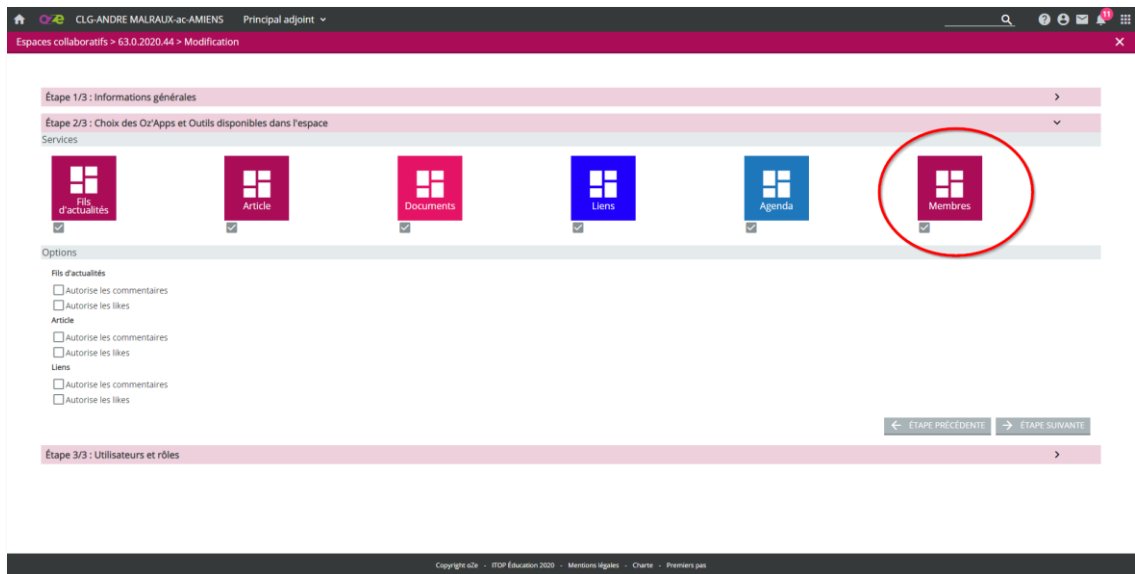 OZE CLG-ANDRE MALRAUX-ac-AMIENS Principal adjoint 11
Espaces collaboratifs > 63.0.2020.44 > Modification
Étape 1/3 : Informations générales
Étape 2/3 : Choix des Oz'Apps et Outils disponibles dans l'espace
Services
Fils d'actualités
Article
Documents
Liens
Agenda
Membres
Options
Fils d'actualités
Autorise les commentaires
Autorise les likes
Article
Autorise les commentaires
Autorise les likes
Liens
Autorise les commentaires
Autorise les likes
ÉTAPE PRÉCÉDENTE ÉTAPE SUIVANTE
Étape 3/3 : Utilisateurs et rôles
Copyright oZe - ITOP Éducation 2020 - Mentions légales - Charte - Premiers pas